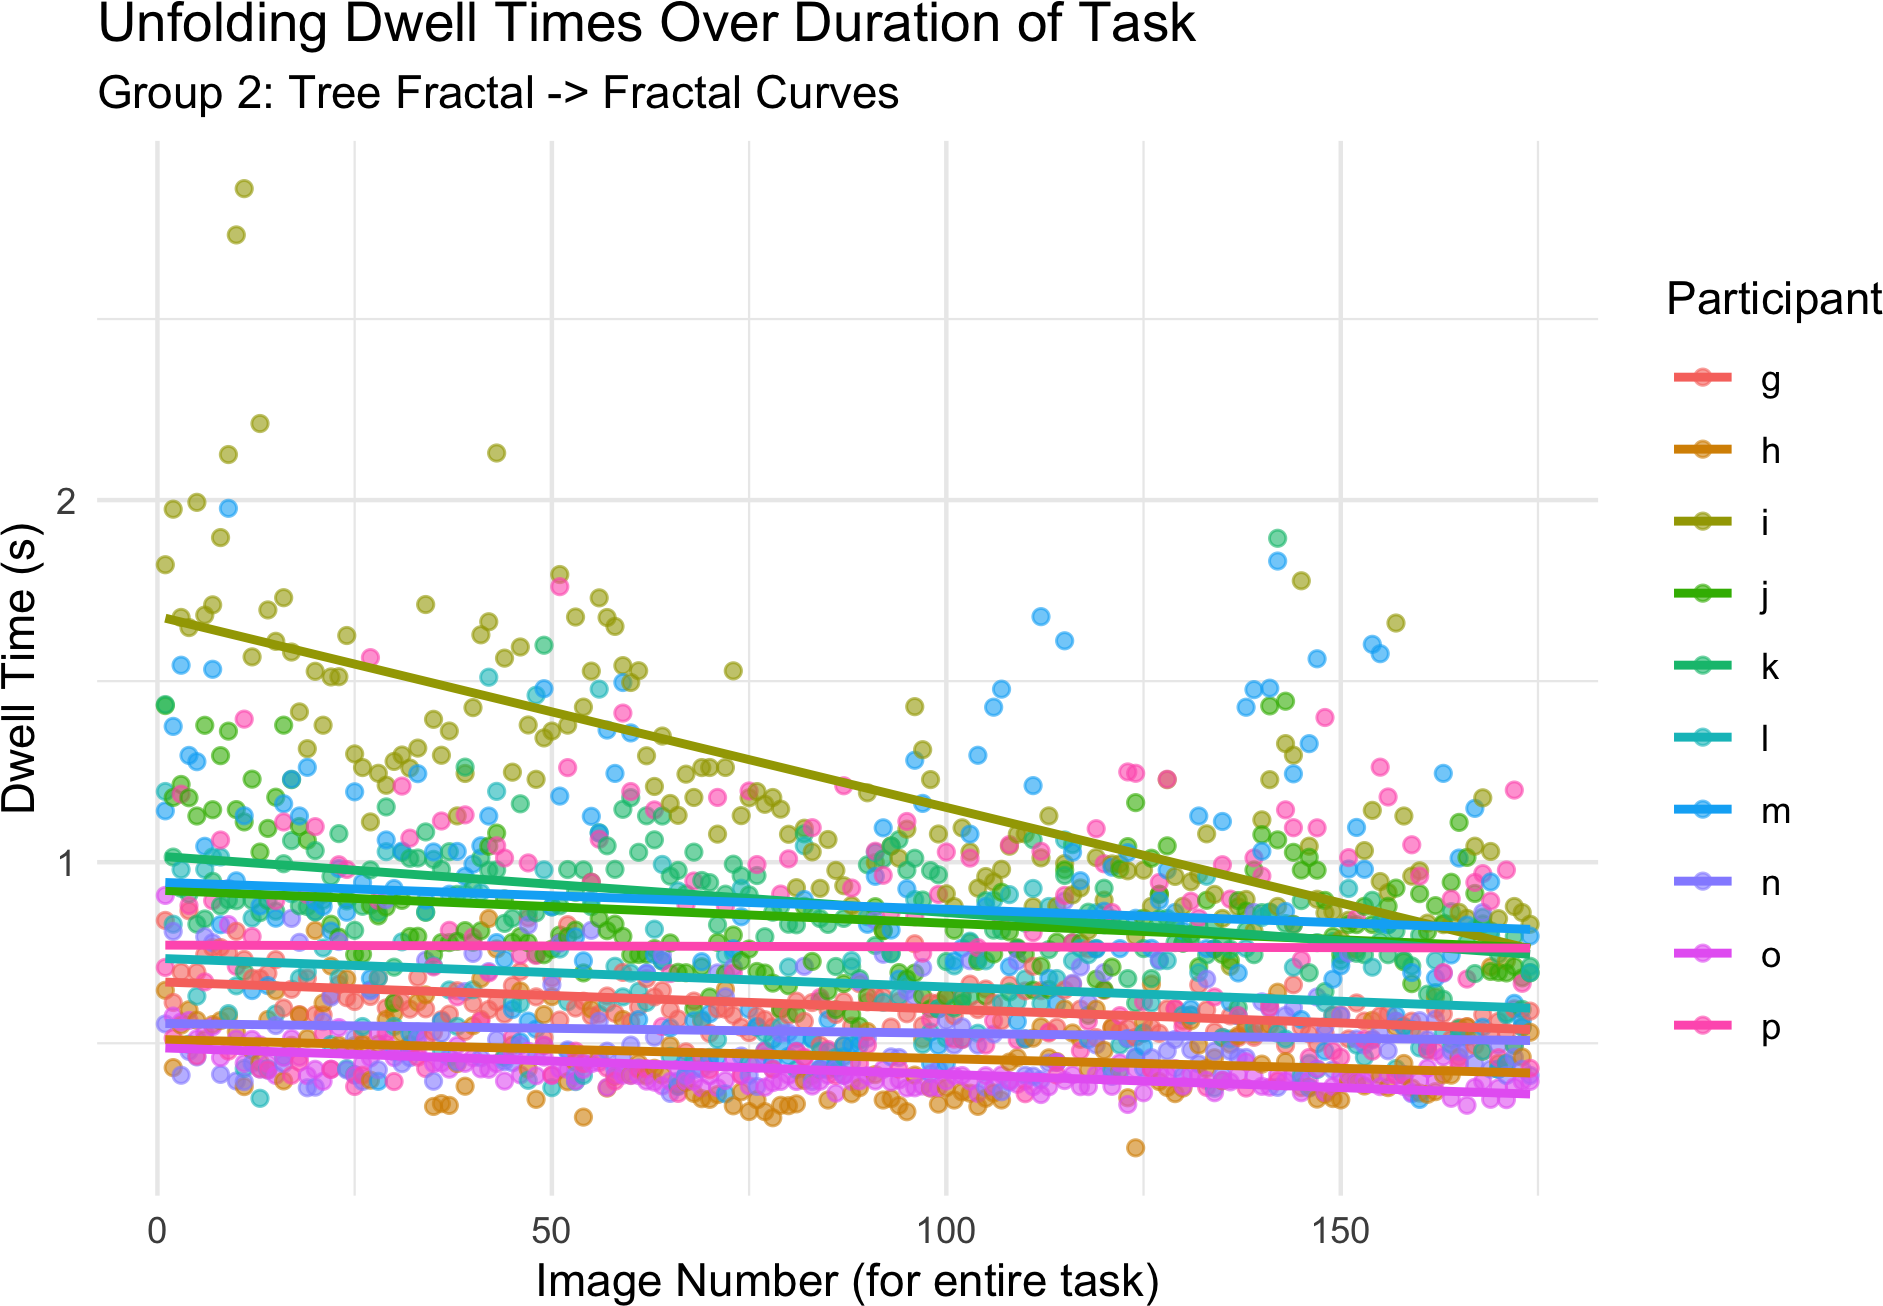 Unfolding Dwell Times Over Duration of Task
Group 2: Tree Fractal -> Fractal Curves
Dwell Time (s)
2
1
0
50
100
150
Image Number (for entire task)
Participant
g
h
i
j
k
l
m
n
o
p